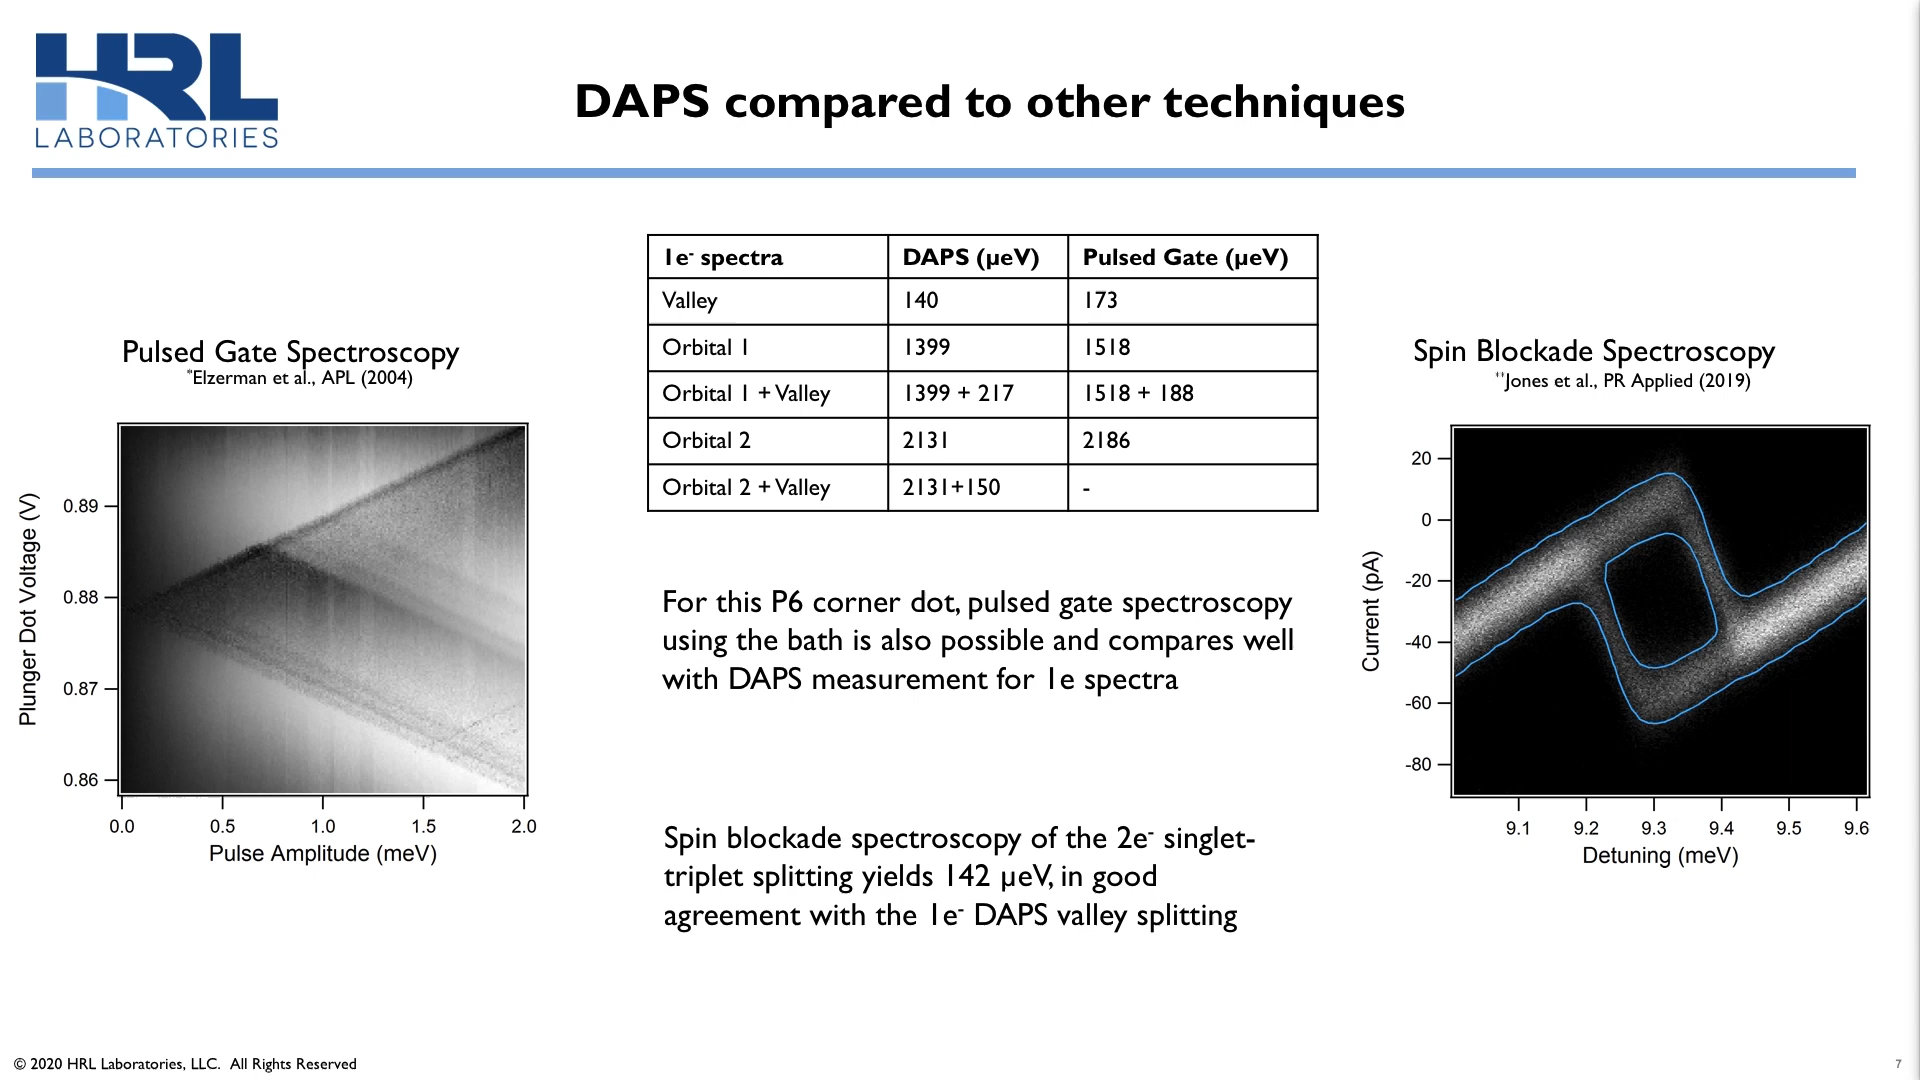 HRL
LABORATORIES
DAPS compared to other techniques
Pulsed Gate Spectroscopy
*Elzerman et al., APL (2004)
Plunger Dot Voltage (V)
0.89
0.88
0.87
0.86
0.0 0.5 1.0 1.5 2.0
Pulse Amplitude (meV)
1e- spectra DAPS (µeV) Pulsed Gate (µeV)
Valley 140 173
Orbital 1 1399 1518
Orbital 1 + Valley 1399 + 217 1518 + 188
Orbital 2 2131 2186
Orbital 2 + Valley 2131+150 -
For this P6 corner dot, pulsed gate spectroscopy
using the bath is also possible and compares well
with DAPS measurement for 1e spectra
Spin blockade spectroscopy of the 2e- singlet-
triplet splitting yields 142 µeV, in good
agreement with the 1e- DAPS valley splitting
Spin Blockade Spectroscopy
**Jones et al., PR Applied (2019)
Current (pA)
20
0
-20
-40
-60
-80
9.1 9.2 9.3 9.4 9.5 9.6
Detuning (meV)
© 2020 HRL Laboratories, LLC. All Rights Reserved
7